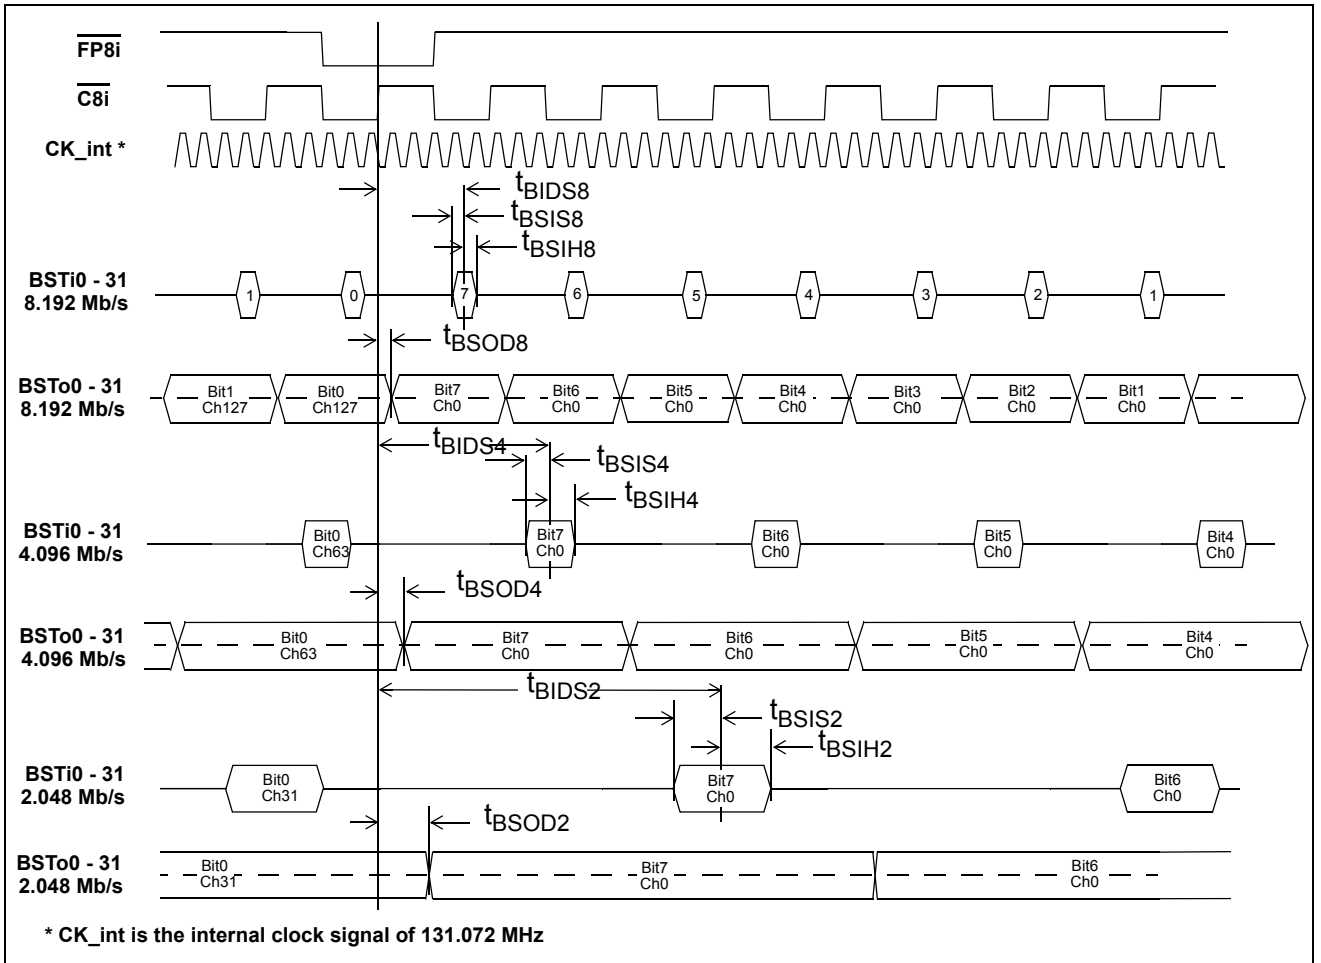 FP8i
C8i
CK_int *
tBIDS8
tBSIS8
tBSIH8
BSTi0 - 31
8.192 Mb/s
1 0 7 6 5 4 3 2 1
tBSOD8
BSTo0 - 31
8.192 Mb/s
Bit1 Bit0 Bit7 Bit6 Bit5 Bit4 Bit3 Bit2 Bit1
Ch127 Ch127 Ch0 Ch0 Ch0 Ch0 Ch0 Ch0 Ch0
tBIDS4
tBSIS4
tBSIH4
BSTi0 - 31
4.096 Mb/s
Bit0 Bit7 Bit6 Bit5 Bit4
Ch63 Ch0 Ch0 Ch0 Ch0
tBSOD4
BSTo0 - 31
4.096 Mb/s
Bit0 Bit7 Bit6 Bit5 Bit4
Ch63 Ch0 Ch0 Ch0 Ch0
tBIDS2
tBSIS2
tBSIH2
BSTi0 - 31
2.048 Mb/s
Bit0 Bit7 Bit6
Ch31 Ch0 Ch0
tBSOD2
BSTo0 - 31
2.048 Mb/s
Bit0 Bit7 Bit6
Ch31 Ch0 Ch0
* CK_int is the internal clock signal of 131.072 MHz